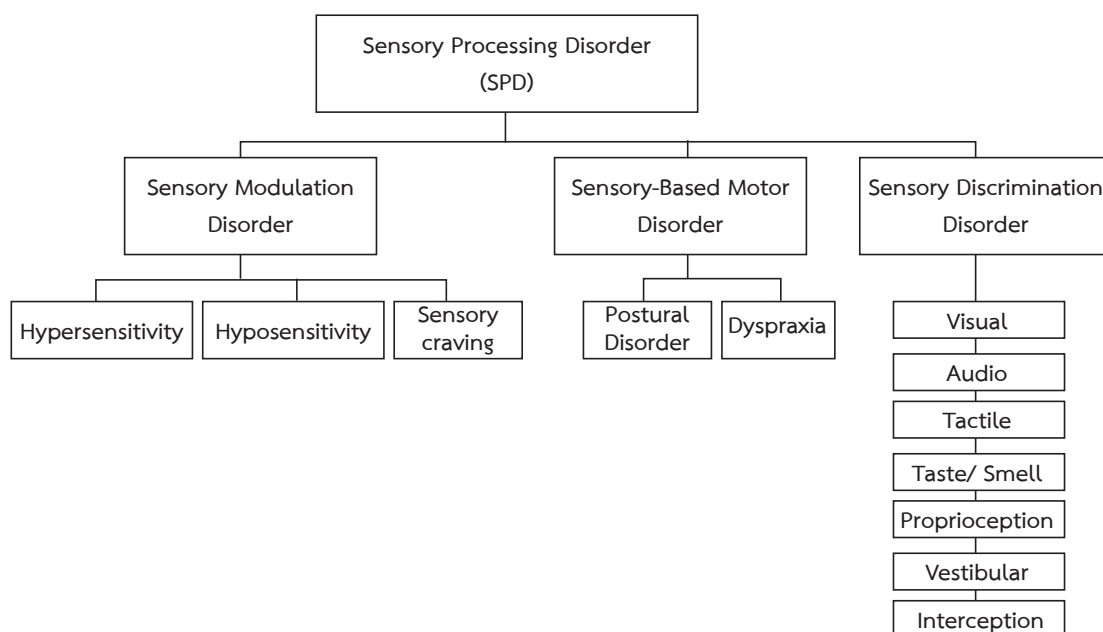 Sensory Processing Disorder
(SPD)
Sensory Modulation
Disorder
Sensory-Based Motor
Disorder
Sensory Discrimination
Disorder
Hypersensitivity
Hyposensitivity
Sensory
craving
Postural
Disorder
Dyspraxia
Visual
Audio
Tactile
Taste/ Smell
Proprioception
Vestibular
Interception